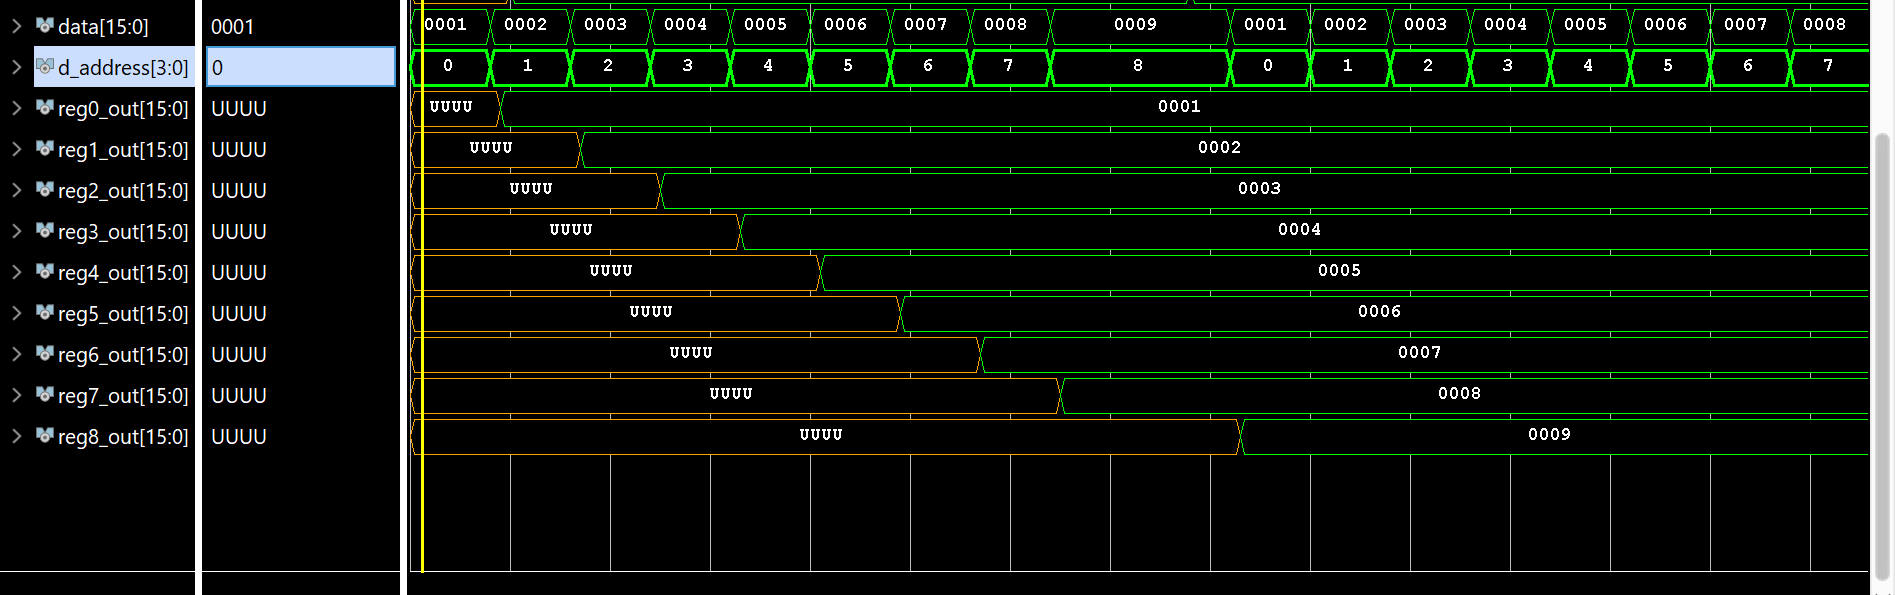 data[15:0] 0001 0001 0002 0003 0004 0005 0006 0007 0008 0009 0001 0002 0003 0004 0005 0006 0007 0008
d_address[3:0] 0 0 1 2 3 4 5 6 7 8 0 1 2 3 4 5 6 7
reg0_out[15:0] UUUU UUUU 0001
reg1_out[15:0] UUUU UUUU 0002
reg2_out[15:0] UUUU UUUU 0003
reg3_out[15:0] UUUU UUUU 0004
reg4_out[15:0] UUUU UUUU 0005
reg5_out[15:0] UUUU UUUU 0006
reg6_out[15:0] UUUU UUUU 0007
reg7_out[15:0] UUUU UUUU 0008
reg8_out[15:0] UUUU UUUU 0009